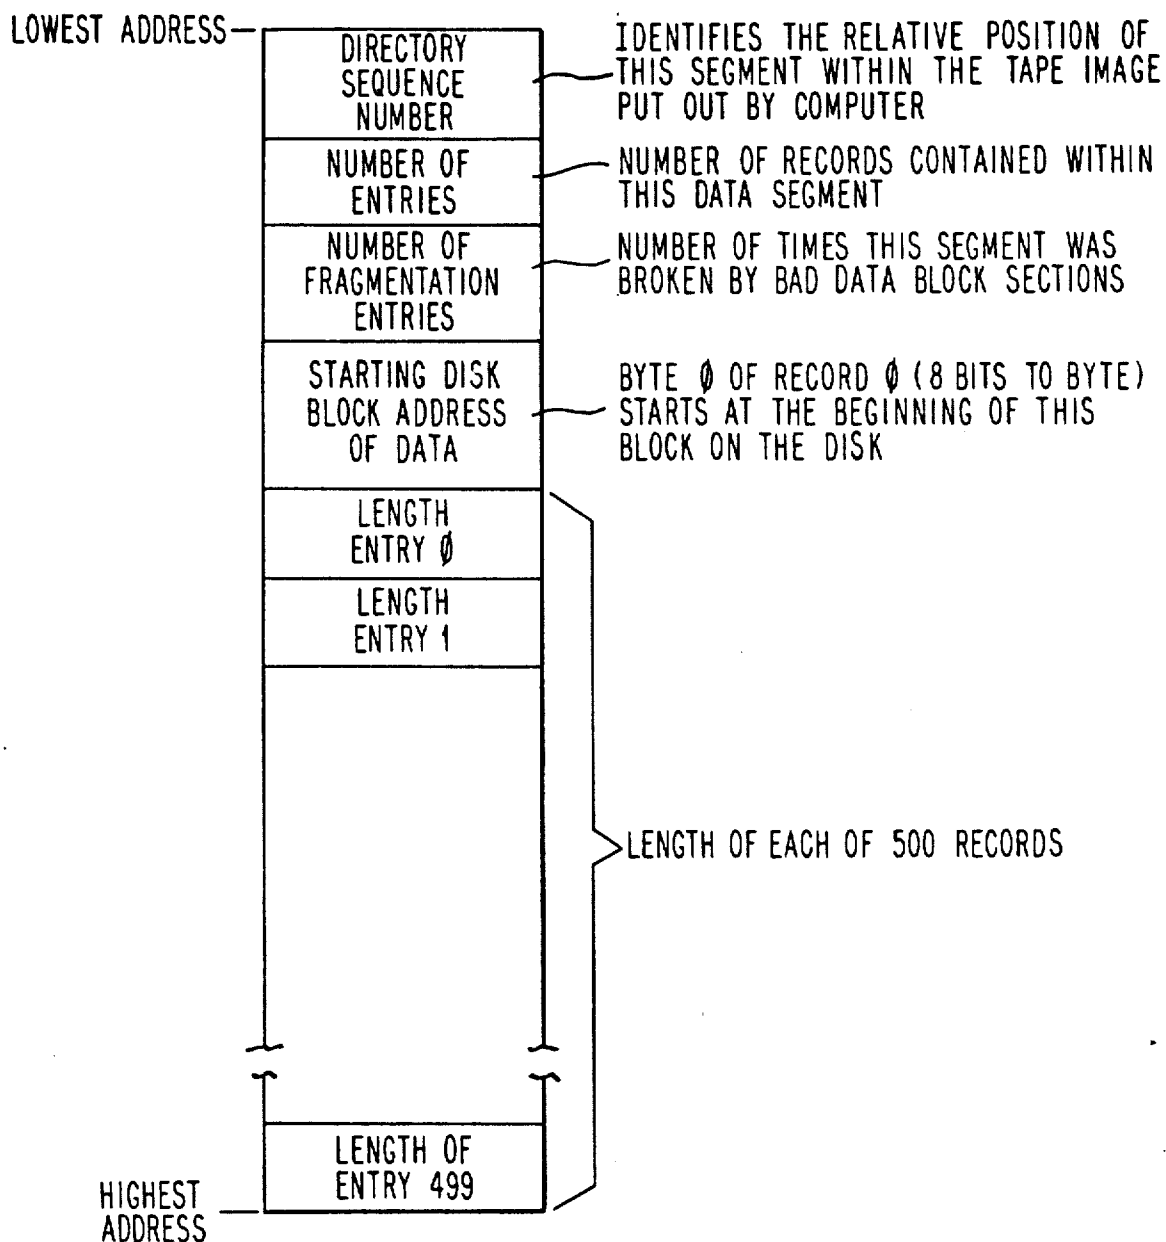 LOWEST ADDRESS
DIRECTORY
SEQUENCE
NUMBER
IDENTIFIES THE RELATIVE POSITION OF
THIS SEGMENT WITHIN THE TAPE IMAGE
PUT OUT BY COMPUTER
NUMBER OF
ENTRIES
NUMBER OF RECORDS CONTAINED WITHIN
THIS DATA SEGMENT
NUMBER OF
FRAGMENTATION
ENTRIES
NUMBER OF TIMES THIS SEGMENT WAS
BROKEN BY BAD DATA BLOCK SECTIONS
STARTING DISK
BLOCK ADDRESS
OF DATA
BYTE Ø OF RECORD Ø (8 BITS TO BYTE)
STARTS AT THE BEGINNING OF THIS
BLOCK ON THE DISK
LENGTH
ENTRY Ø
LENGTH
ENTRY 1
LENGTH OF EACH OF 500 RECORDS
LENGTH OF
ENTRY 499
HIGHEST
ADDRESS